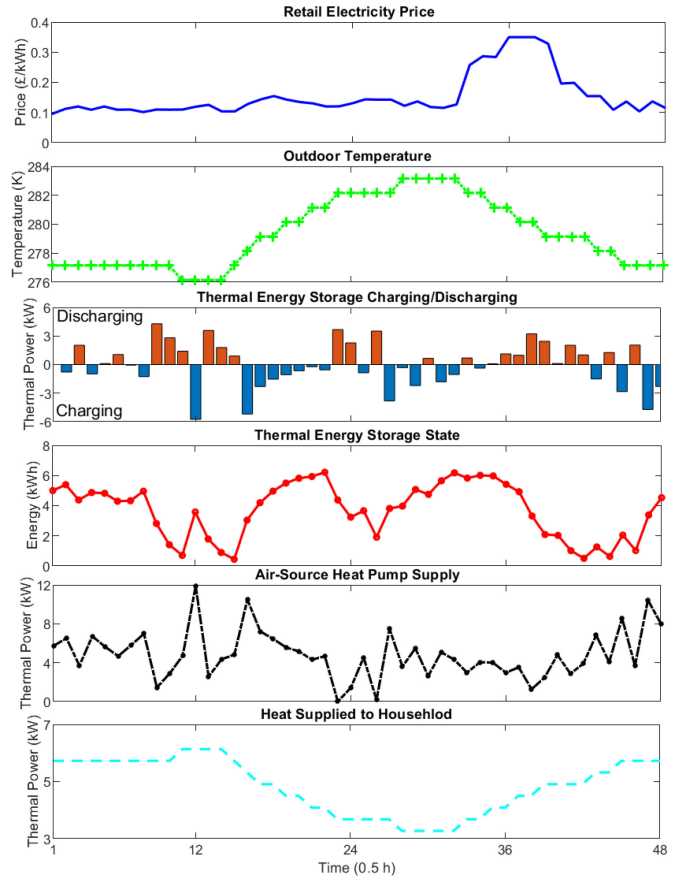 Retail Electricity Price
Price (£/kWh)
0.4
0.3
0.2
0.1
0
Outdoor Temperature
Temperature (K)
284
282
280
278
276
Thermal Energy Storage Charging/Discharging
Thermal Power (kW)
6
3
0
-3
-6
Discharging
Charging
Thermal Energy Storage State
Energy (kWh)
8
6
4
2
0
Air-Source Heat Pump Supply
Thermal Power (kW)
12
8
4
0
Heat Supplied to Househlod
Thermal Power (kW)
7
5
3
1
12
24
36
48
Time (0.5 h)